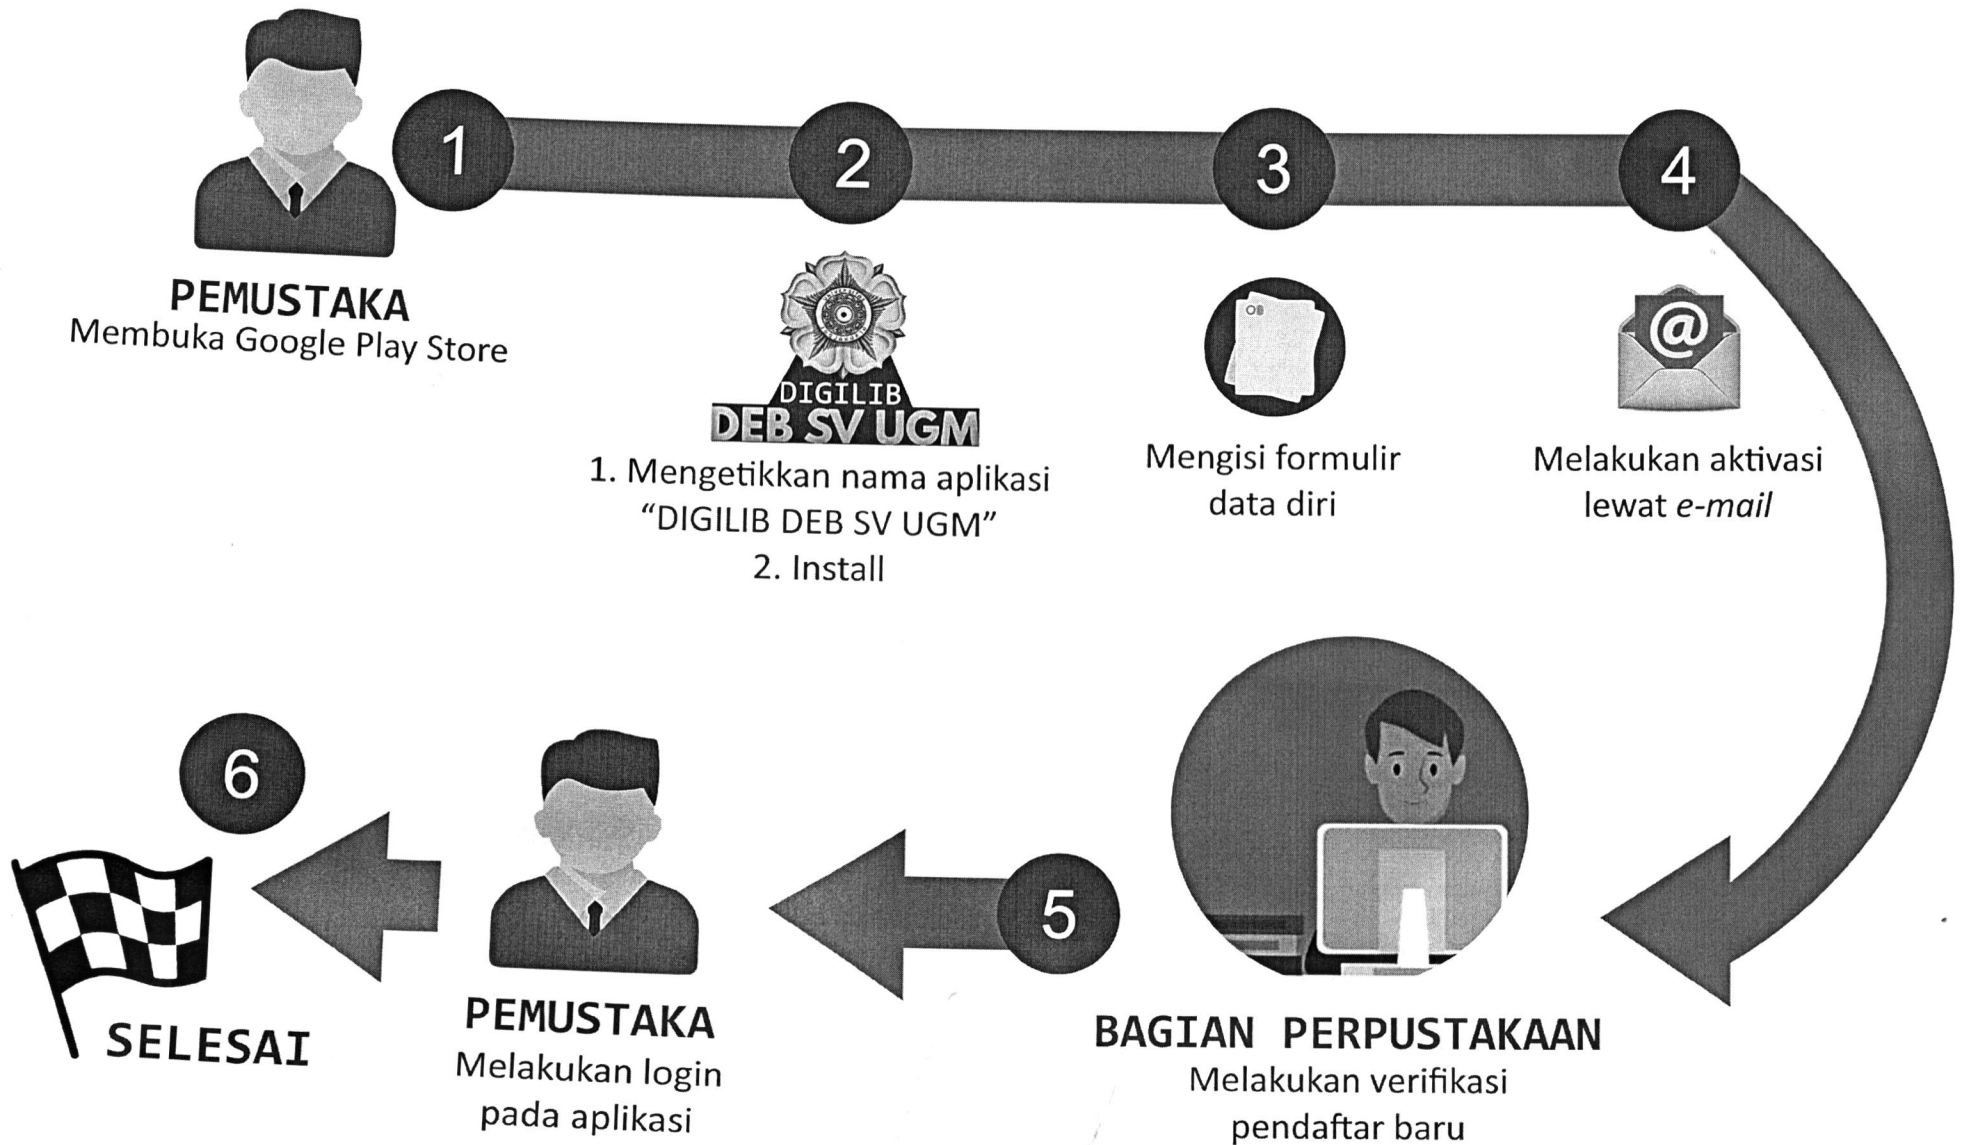 1
2
3
4
PEMUSTAKA
Membuka Google Play Store
DIGILIB
DEB SV UGM
1. Mengetikkan nama aplikasi
“DIGILIB DEB SV UGM”
2. Install
Mengisi formulir
data diri
@
Melakukan aktivasi
lewat e-mail
6
SELESAI
PEMUSTAKA
Melakukan login
pada aplikasi
5
BAGIAN PERPUSTAKAAN
Melakukan verifikasi
pendaftar baru